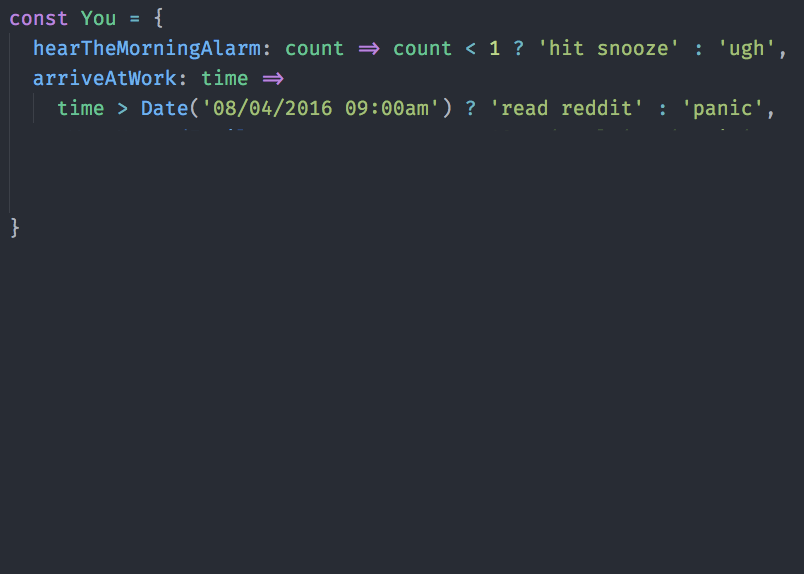 const You = {
hearTheMorningAlarm: count => count < 1 ? 'hit snooze' : 'ugh',
arriveAtWork: time =>
time > Date('08/04/2016 09:00am') ? 'read reddit' : 'panic',
}